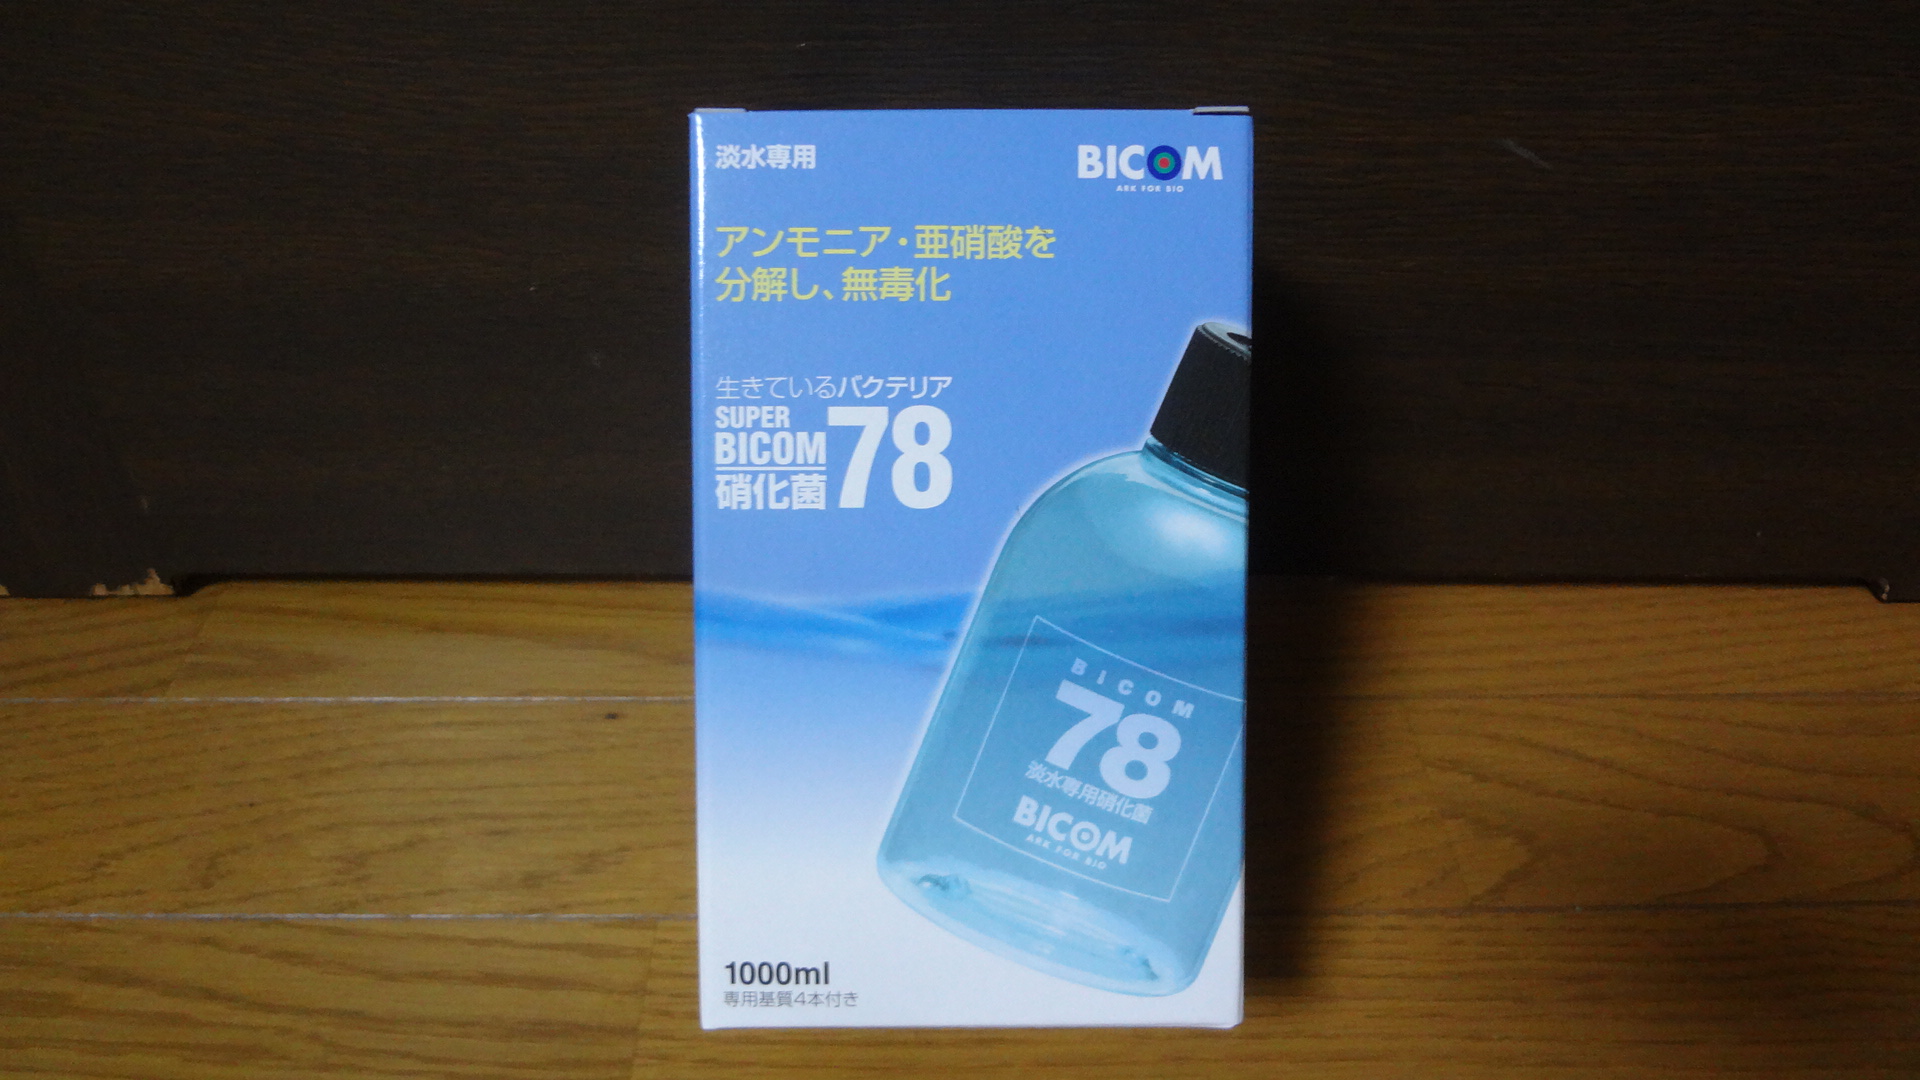 淡水専用
BICOM
ARK FOR BIO
アンモニア・亜硝酸を
分解し、無毒化
生きているバクテリア
SUPER
BICOM
硝化菌
78
BICOM
78
淡水専用硝化菌
BICOM
ARK FOR BIO
1000ml
専用基質4本付き